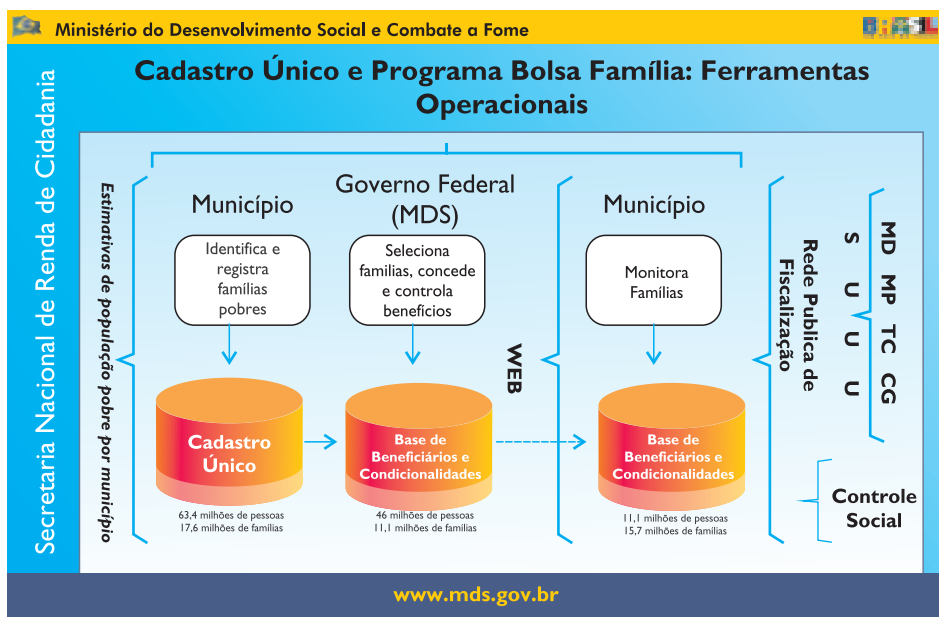 Ministério do Desenvolvimento Social e Combate a Fome
BRASIL
Secretaria Nacional de Renda de Cidadania
Cadastro Único e Programa Bolsa Família: Ferramentas
Operacionais
Estimativas de população pobre por município
Município
Identifica e
registra
famílias
pobres
Cadastro
Único
63,4 milhões de pessoas
17,6 milhões de famílias
Governo Federal
(MDS)
Seleciona
familias, concede
e controla
benefícios
Base de
Beneficiários e
Condicionalidades
46 milhões de pessoas
11,1 milhões de famílias
WEB
Município
Monitora
Famílias
Base de
Beneficiários e
Condicionalidades
11,1 milhões de pessoas
15,7 milhões de famílias
Rede Publica de
Fiscalização
MD MP TC CG
S U U U
Controle
Social
www.mds.gov.br